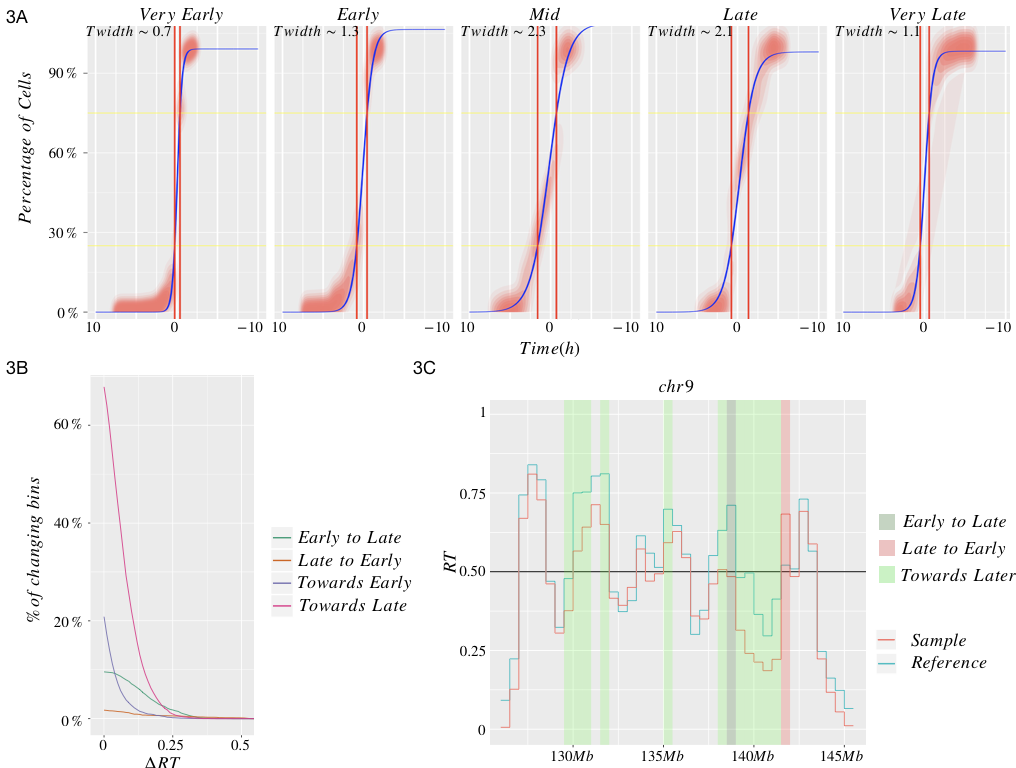 3A
Very Early
Early
Mid
Late
Very Late
Twidth ~ 0.7
Twidth ~ 1.3
Twidth ~ 2.3
Twidth ~ 2.1
Twidth ~ 1.1
Percentage of Cells
90%
60%
30%
0%
10 0 −10
10 0 −10
10 0 −10
10 0 −10
10 0 −10
Time(h)
3B
% of changing bins
60%
40%
20%
0%
0 0.25 0.5
ΔRT
Early to Late
Late to Early
Towards Early
Towards Late
3C
chr9
RT
1
0.75
0.50
0.25
0
130Mb 135Mb 140Mb 145Mb
Early to Late
Late to Early
Towards Later
Sample
Reference